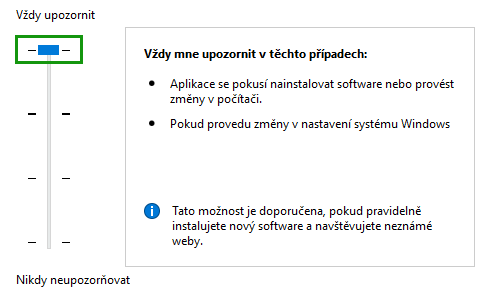 Vždy upozornit
Vždy mne upozornit v těchto případech:
Aplikace se pokusí nainstalovat software nebo provést
změny v počítači.
Pokud provedu změny v nastavení systému Windows
Tato možnost je doporučena, pokud pravidelně
instalujete nový software a navštěvujete neznámé
weby.
Nikdy neupozorňovat